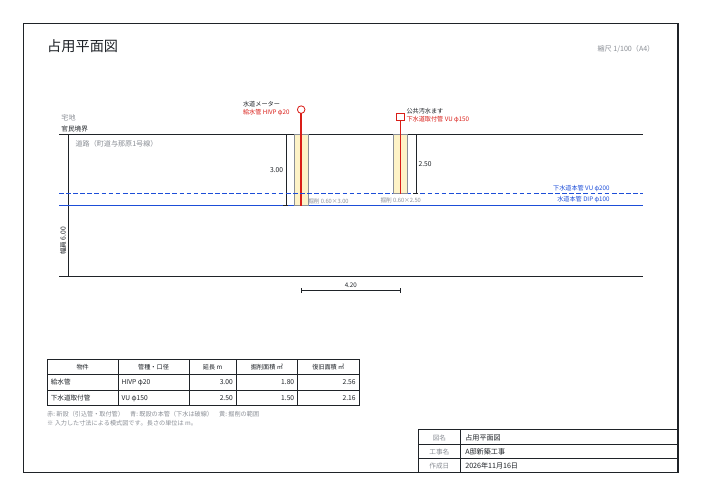 占用平面図
縮尺 1/100（A4）
水道メーター
給水管 HIVP φ20
公共汚水ます
下水道取付管 VU φ150
宅地
官民境界
道路（町道与那原1号線）
3.00
2.50
下水道本管 VU φ200
水道本管 DIP φ100
掘削 0.60×3.00
掘削 0.60×2.50
幅員 6.00
4.20
物件 管種・口径 延長 m 掘削面積 ㎡ 復旧面積 ㎡
給水管 HIVP φ20 3.00 1.80 2.56
下水道取付管 VU φ150 2.50 1.50 2.16
赤: 新設（引込管・取付管） 青: 既設の本管（下水は破線） 黄: 掘削の範囲
※ 入力した寸法による模式図です。長さの単位は m。
図名 占用平面図
工事名 A邸新築工事
作成日 2026年11月16日